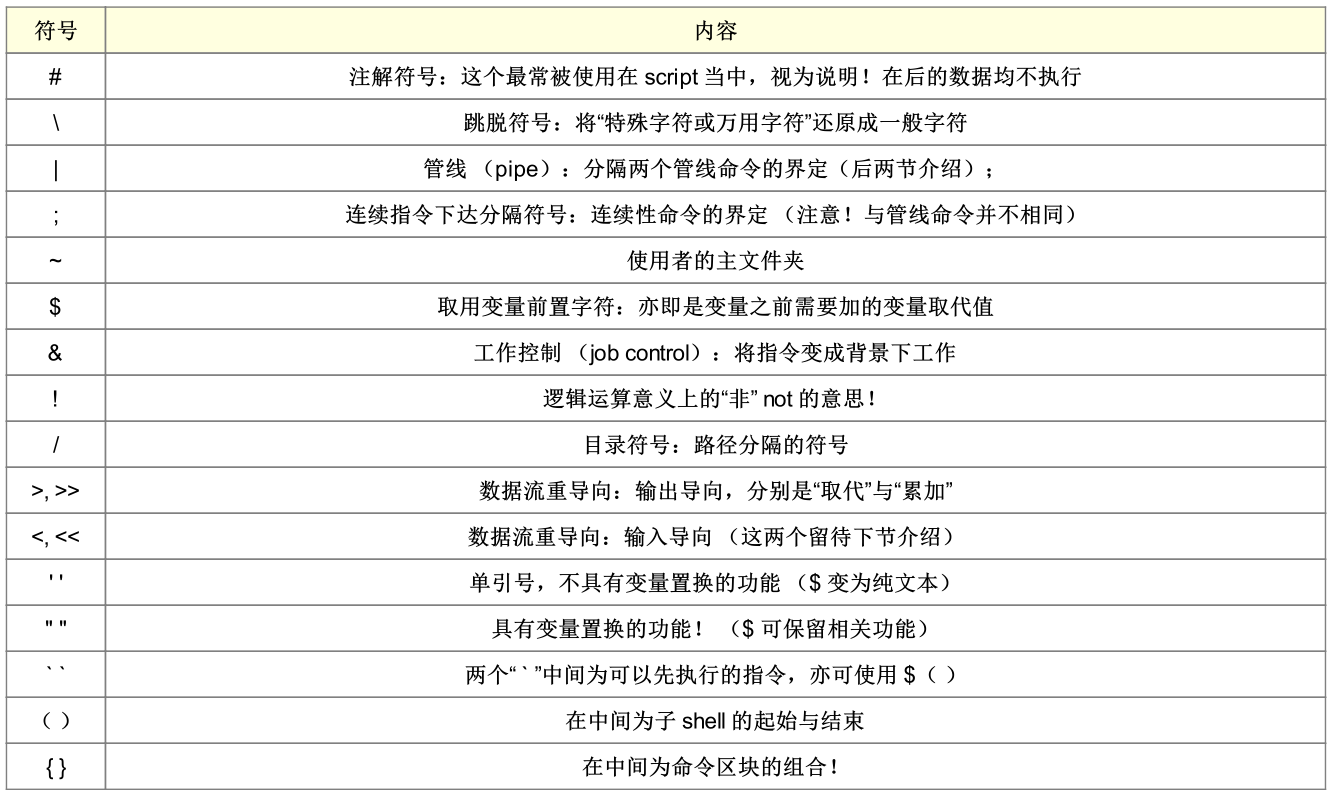 符号 内容
# 注解符号：这个最常被使用在 script 当中，视为说明！在后的数据均不执行
\ 跳脱符号：将“特殊字符或万用字符”还原成一般字符
| 管线 （pipe）：分隔两个管线命令的界定（后两节介绍）；
; 连续指令下达分隔符号：连续性命令的界定 （注意！与管线命令并不相同）
~ 使用者的主文件夹
$ 取用变量前置字符：亦即是变量之前需要加的变量取代值
& 工作控制 （job control）：将指令变成背景下工作
! 逻辑运算意义上的“非” not 的意思！
/ 目录符号：路径分隔的符号
>, >> 数据流重导向：输出导向，分别是“取代”与“累加”
<, << 数据流重导向：输入导向 （这两个留待下节介绍）
' ' 单引号，不具有变量置换的功能 （$ 变为纯文本）
" " 具有变量置换的功能！ （$ 可保留相关功能）
` ` 两个“ ` ”中间为可以先执行的指令，亦可使用 $（ ）
（ ） 在中间为子 shell 的起始与结束
{ } 在中间为命令区块的组合！